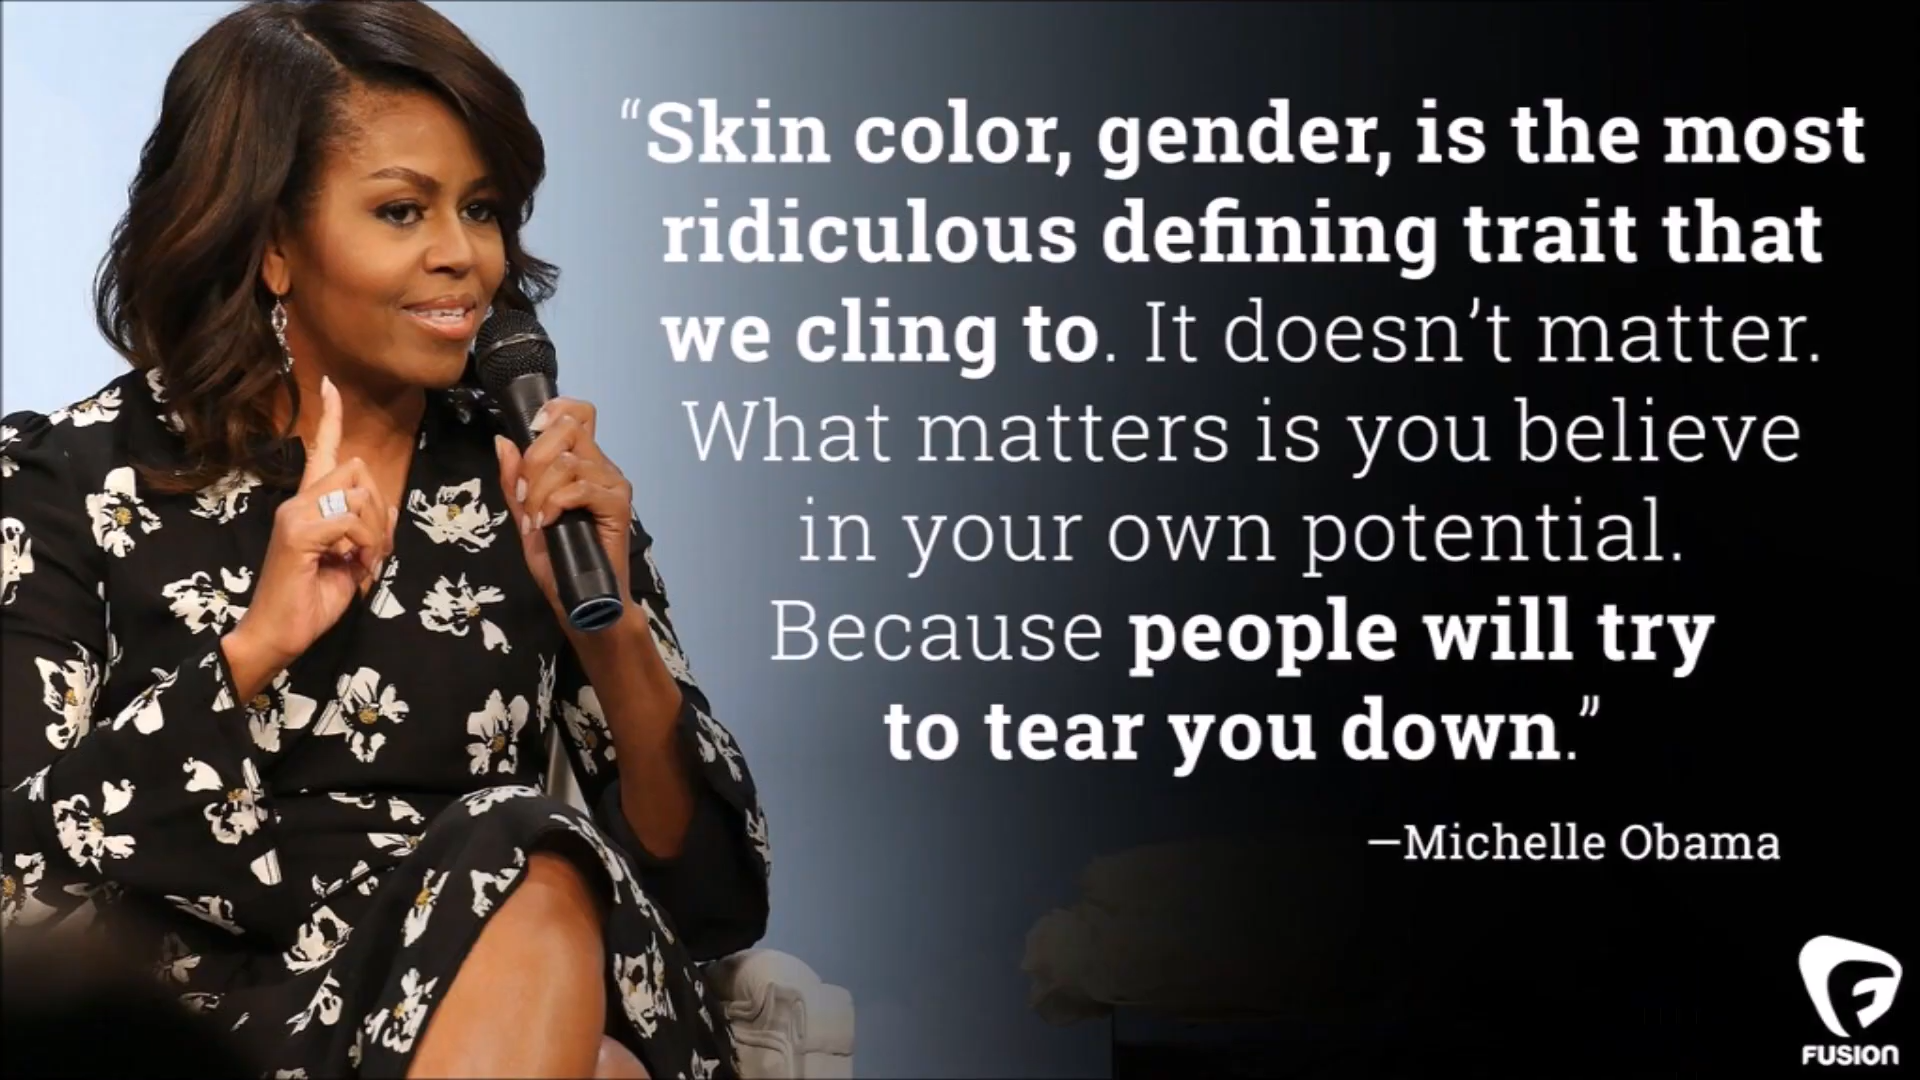 “Skin color, gender, is the most
ridiculous defining trait that
we cling to. It doesn’t matter.
What matters is you believe
in your own potential.
Because people will try
to tear you down.”
—Michelle Obama
FUSION